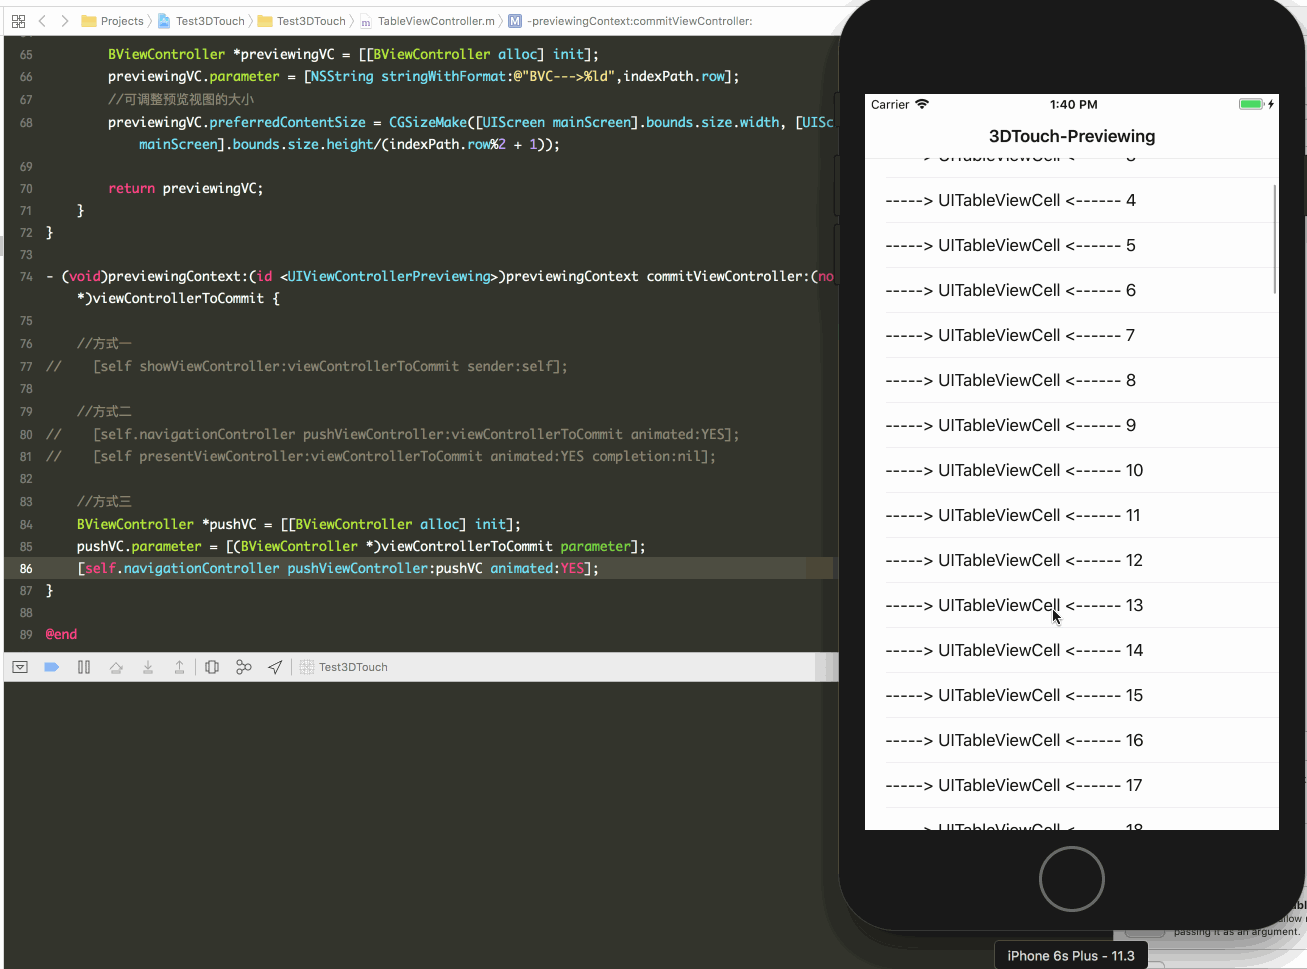 Projects Test3DTouch Test3DTouch TableViewController.m -previewingContext:commitViewController:
65 BViewController *previewingVC = [[BViewController alloc] init];
66 previewingVC.parameter = [NSString stringWithFormat:@"BVC--->%ld",indexPath.row];
67 //可调整预览视图的大小
68 previewingVC.preferredContentSize = CGSizeMake([UIScreen mainScreen].bounds.size.width, [UISc
mainScreen].bounds.size.height/(indexPath.row%2 + 1));
69
70 return previewingVC;
71 }
72 }
73
74 - (void)previewingContext:(id <UIViewControllerPreviewing>)previewingContext commitViewController:(no
*)viewControllerToCommit {
75
76 //方式一
77 // [self showViewController:viewControllerToCommit sender:self];
78
79 //方式二
80 // [self.navigationController pushViewController:viewControllerToCommit animated:YES];
81 // [self presentViewController:viewControllerToCommit animated:YES completion:nil];
82
83 //方式三
84 BViewController *pushVC = [[BViewController alloc] init];
85 pushVC.parameter = [(BViewController *)viewControllerToCommit parameter];
86 [self.navigationController pushViewController:pushVC animated:YES];
87 }
88
89 @end
Test3DTouch
Carrier 1:40 PM
3DTouch-Previewing
-----> UITableViewCell <------ 3
-----> UITableViewCell <------ 4
-----> UITableViewCell <------ 5
-----> UITableViewCell <------ 6
-----> UITableViewCell <------ 7
-----> UITableViewCell <------ 8
-----> UITableViewCell <------ 9
-----> UITableViewCell <------ 10
-----> UITableViewCell <------ 11
-----> UITableViewCell <------ 12
-----> UITableViewCell <------ 13
-----> UITableViewCell <------ 14
-----> UITableViewCell <------ 15
-----> UITableViewCell <------ 16
-----> UITableViewCell <------ 17
-----> UITableViewCell <------ 18
passing it as an argument.
iPhone 6s Plus - 11.3